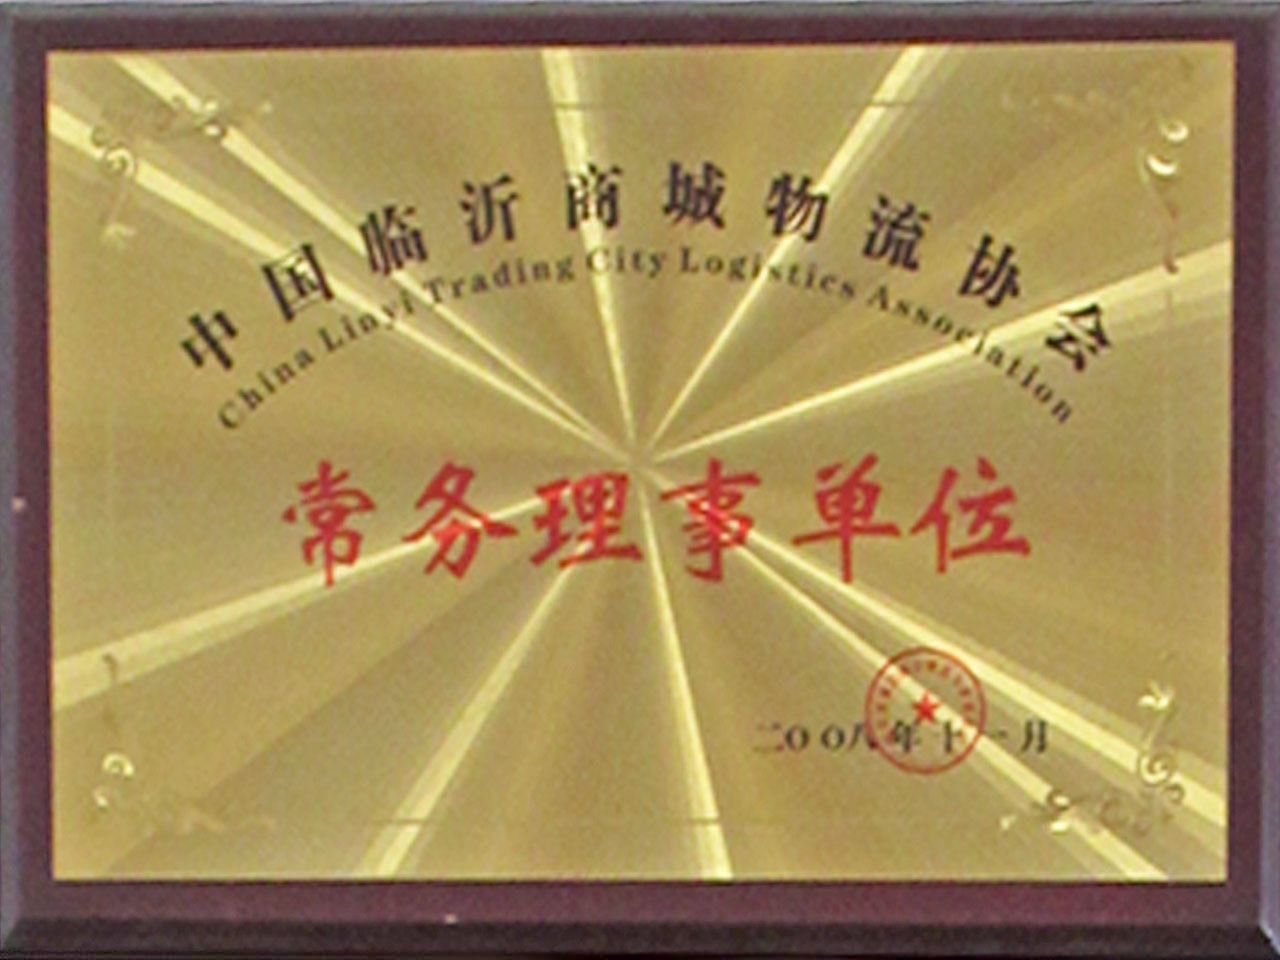 中国临沂商城物流协会
China Linyi Trading City Logistics Association
常务理事单位
二〇〇八年十一月